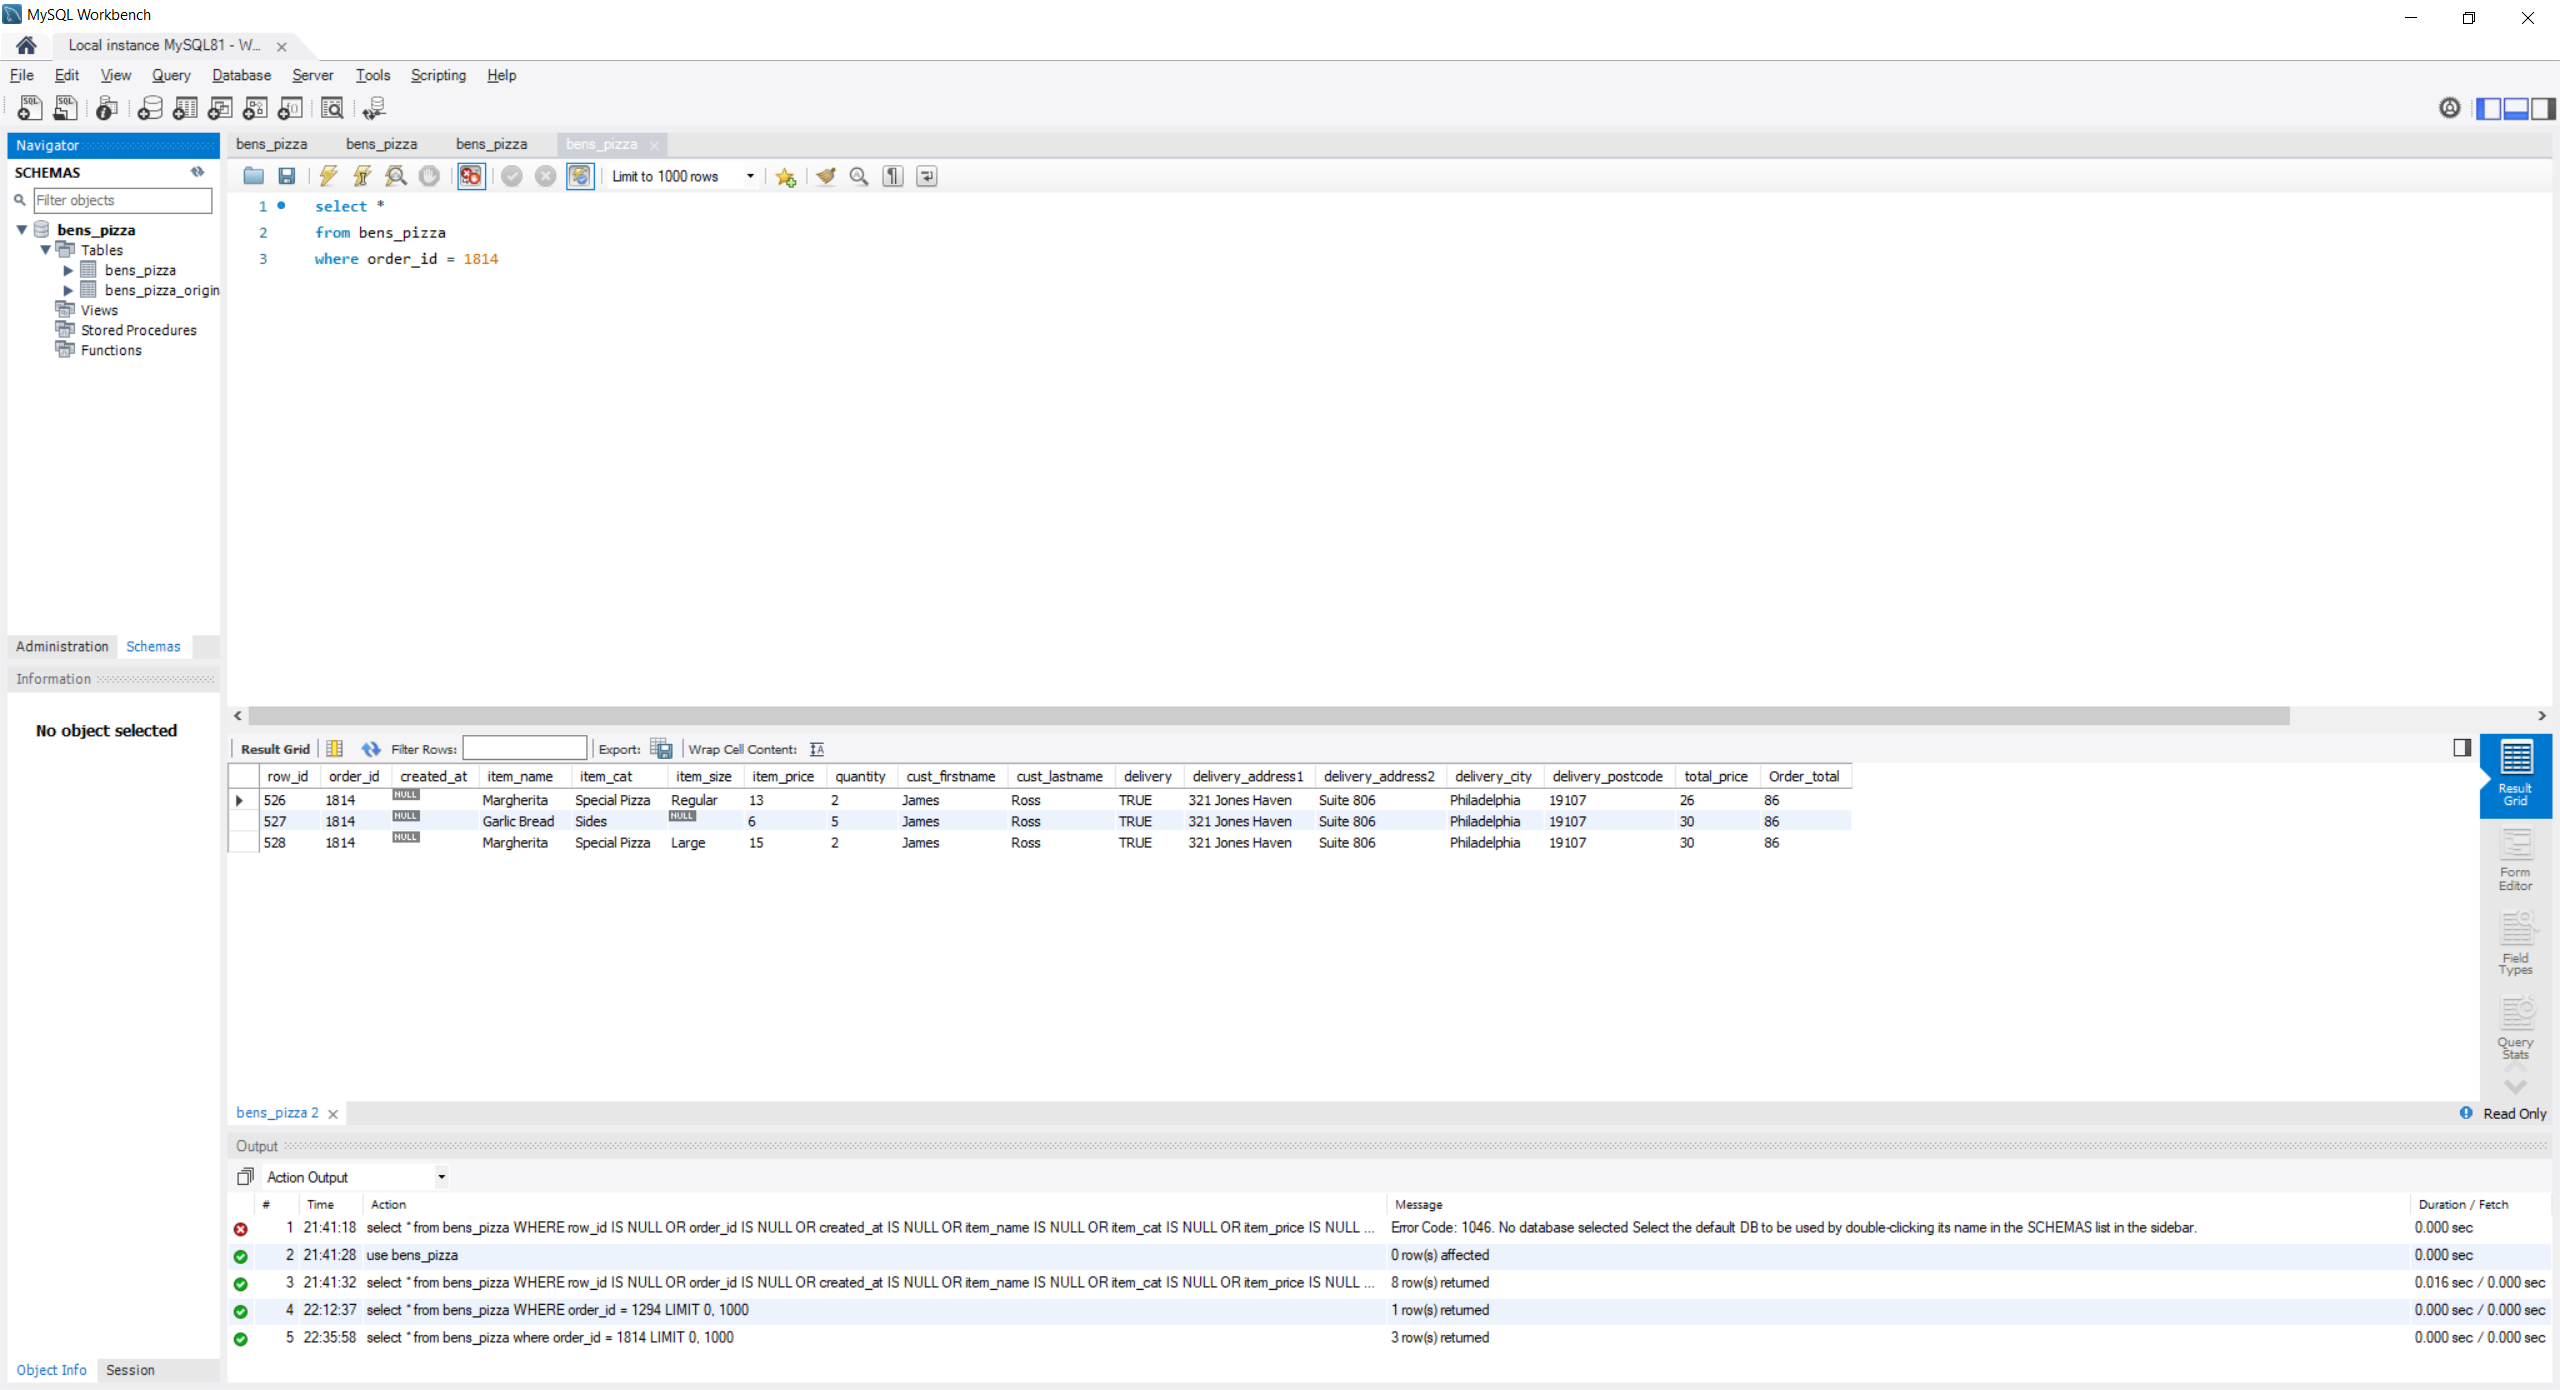 MySQL Workbench
Local instance MySQL81 - W...
File Edit View Query Database Server Tools Scripting Help
Navigator
SCHEMAS
Filter objects
bens_pizza
Tables
bens_pizza
bens_pizza_origin
Views
Stored Procedures
Functions
Administration Schemas
Information
No object selected
Object Info Session
bens_pizza bens_pizza bens_pizza bens_pizza
Limit to 1000 rows
1 select *
2 from bens_pizza
3 where order_id = 1814
Result Grid Filter Rows: Export: Wrap Cell Content:
row_id order_id created_at item_name item_cat item_size item_price quantity cust_firstname cust_lastname delivery delivery_address1 delivery_address2 delivery_city delivery_postcode total_price Order_total
526 1814 NULL Margherita Special Pizza Regular 13 2 James Ross TRUE 321 Jones Haven Suite 806 Philadelphia 19107 26 86
527 1814 NULL Garlic Bread Sides NULL 6 5 James Ross TRUE 321 Jones Haven Suite 806 Philadelphia 19107 30 86
528 1814 NULL Margherita Special Pizza Large 15 2 James Ross TRUE 321 Jones Haven Suite 806 Philadelphia 19107 30 86
Result
Grid
Form
Editor
Field
Types
Query
Stats
bens_pizza 2
Read Only
Output
Action Output
# Time Action Message Duration / Fetch
1 21:41:18 select * from bens_pizza WHERE row_id IS NULL OR order_id IS NULL OR created_at IS NULL OR item_name IS NULL OR item_cat IS NULL OR item_price IS NULL ... Error Code: 1046. No database selected Select the default DB to be used by double-clicking its name in the SCHEMAS list in the sidebar. 0.000 sec
2 21:41:28 use bens_pizza 0 row(s) affected 0.000 sec
3 21:41:32 select * from bens_pizza WHERE row_id IS NULL OR order_id IS NULL OR created_at IS NULL OR item_name IS NULL OR item_cat IS NULL OR item_price IS NULL ... 8 row(s) returned 0.016 sec / 0.000 sec
4 22:12:37 select * from bens_pizza WHERE order_id = 1294 LIMIT 0, 1000 1 row(s) returned 0.000 sec / 0.000 sec
5 22:35:58 select * from bens_pizza where order_id = 1814 LIMIT 0, 1000 3 row(s) returned 0.000 sec / 0.000 sec